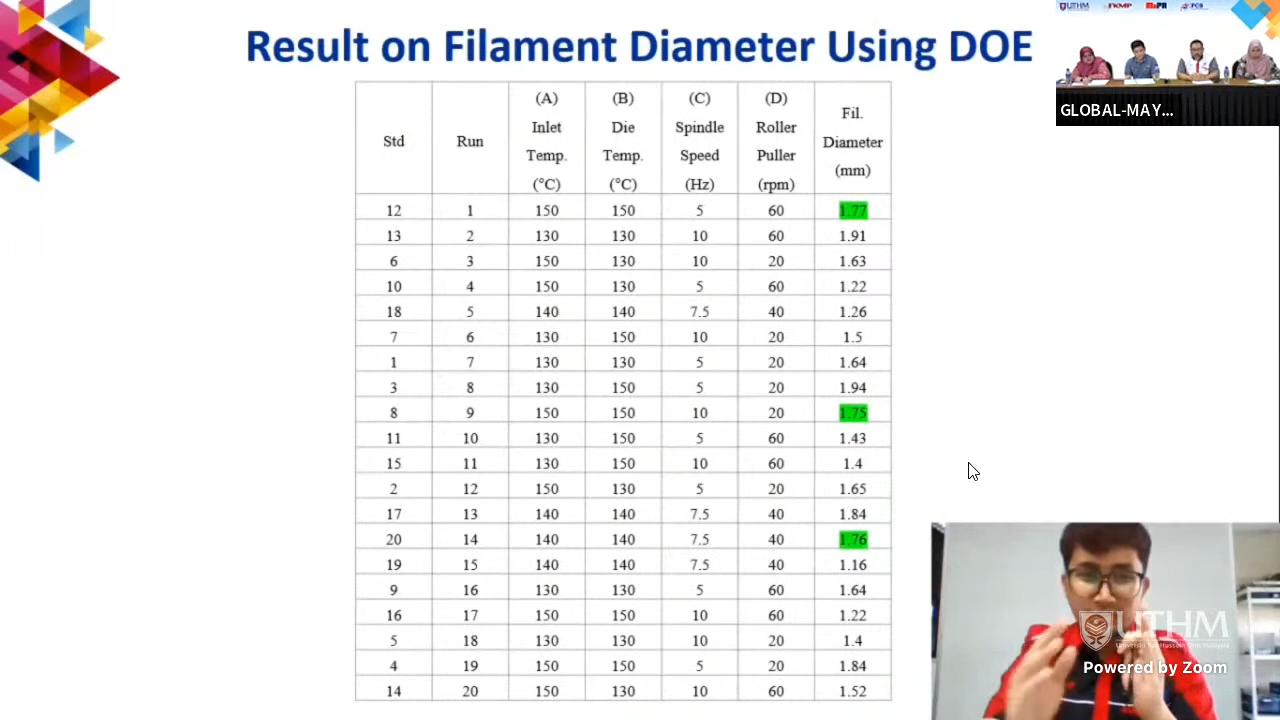 Result on Filament Diameter Using DOE
UTHM
PCB
GLOBAL-MAY...
Std Run (A) Inlet Temp. (°C) (B) Die Temp. (°C) (C) Spindle Speed (Hz) (D) Roller Puller (rpm) Fil. Diameter (mm)
12 1 150 150 5 60 1.77
13 2 130 130 10 60 1.91
6 3 150 130 10 20 1.63
10 4 150 130 5 60 1.22
18 5 140 140 7.5 40 1.26
7 6 130 150 10 20 1.5
1 7 130 130 5 20 1.64
3 8 130 150 5 20 1.94
8 9 150 150 10 20 1.75
11 10 130 150 5 60 1.43
15 11 130 150 10 60 1.4
2 12 150 130 5 20 1.65
17 13 140 140 7.5 40 1.84
20 14 140 140 7.5 40 1.76
19 15 140 140 7.5 40 1.16
9 16 130 130 5 60 1.64
16 17 150 150 10 60 1.22
5 18 130 130 10 20 1.4
4 19 150 150 5 20 1.84
14 20 150 130 10 60 1.52
UTHM
Powered by Zoom